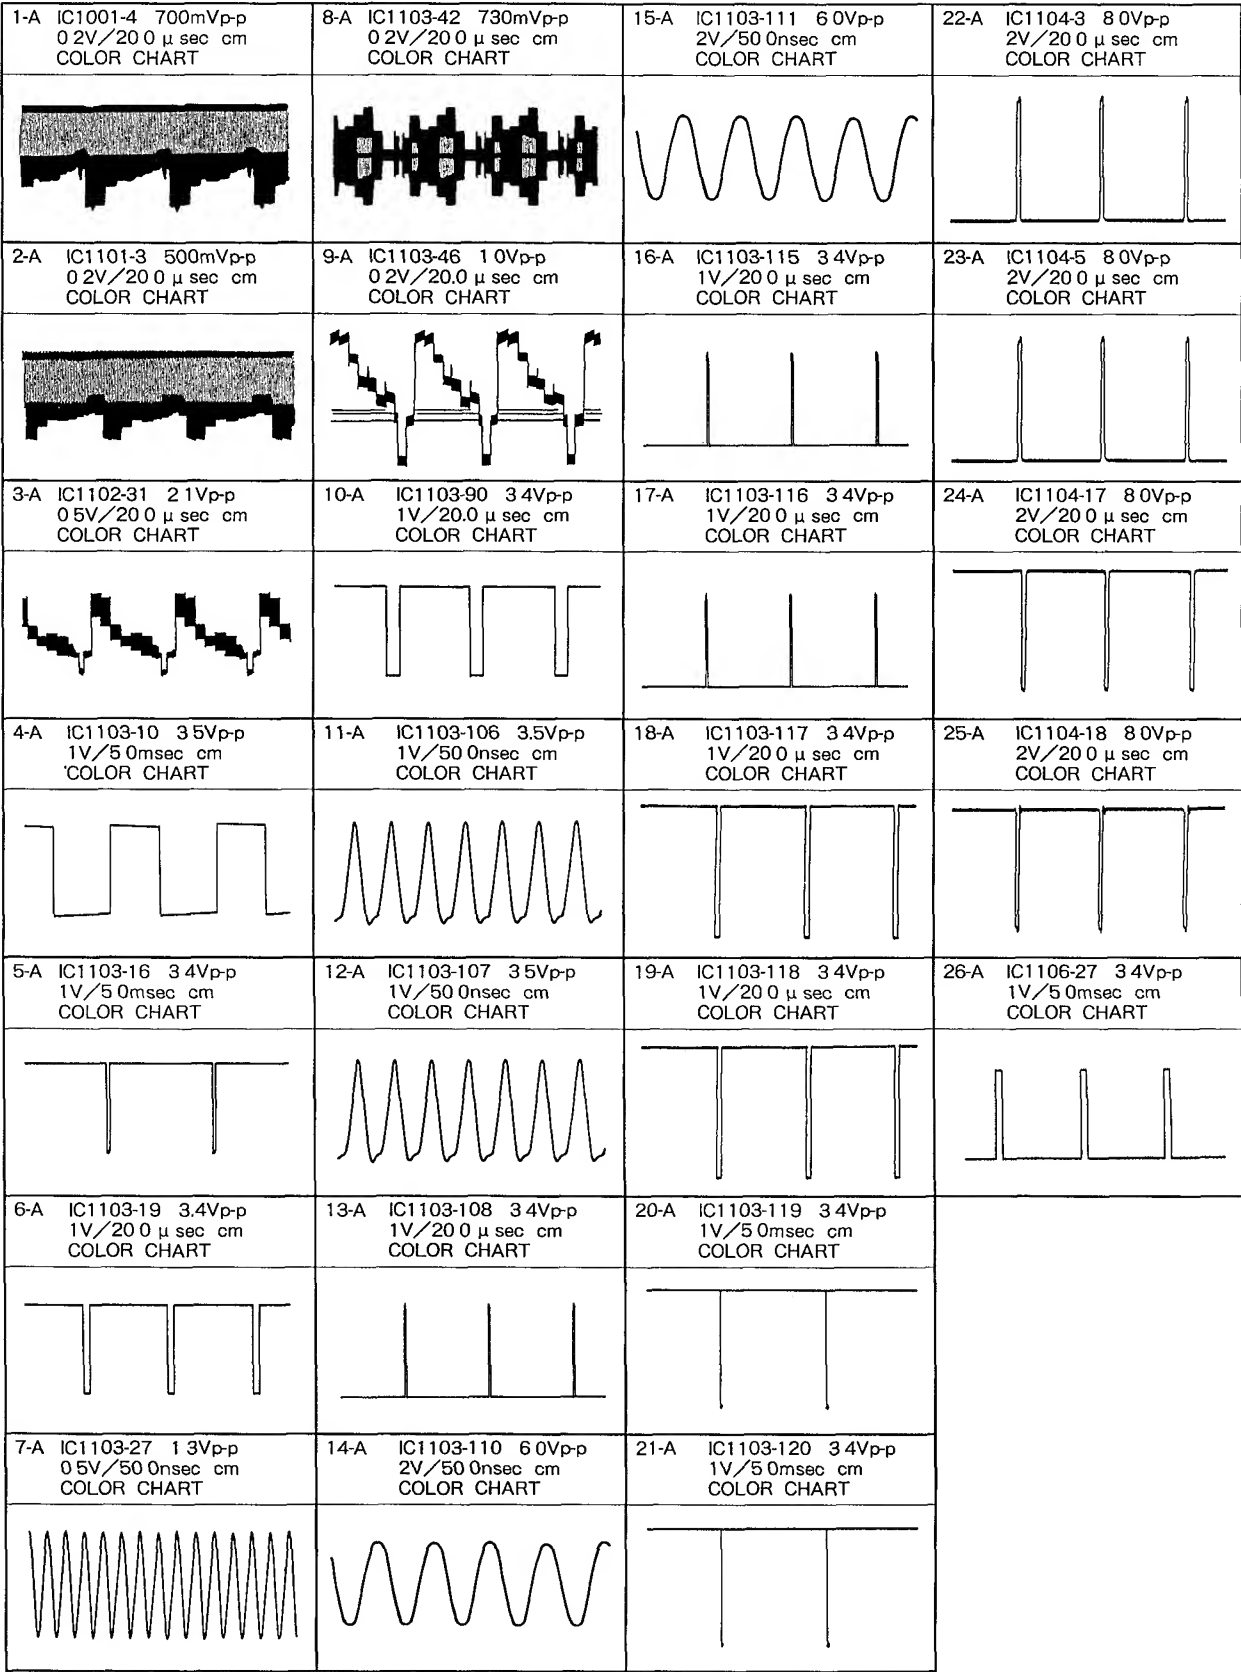 1-A IC1001-4 700mVp-p
0 2V/20 0 μ sec cm
COLOR CHART
2-A IC1101-3 500mVp-p
0 2V/20 0 μ sec cm
COLOR CHART
3-A IC1102-31 2 1Vp-p
0 5V/20 0 μ sec cm
COLOR CHART
4-A IC1103-10 3 5Vp-p
1V/5 0msec cm
COLOR CHART
5-A IC1103-16 3 4Vp-p
1V/5 0msec cm
COLOR CHART
6-A IC1103-19 3.4Vp-p
1V/20 0 μ sec cm
COLOR CHART
7-A IC1103-27 1 3Vp-p
0 5V/50 0nsec cm
COLOR CHART
8-A IC1103-42 730mVp-p
0 2V/20 0 μ sec cm
COLOR CHART
9-A IC1103-46 1 0Vp-p
0 2V/20.0 μ sec cm
COLOR CHART
10-A IC1103-90 3 4Vp-p
1V/20.0 μ sec cm
COLOR CHART
11-A IC1103-106 3.5Vp-p
1V/50 0nsec cm
COLOR CHART
12-A IC1103-107 3 5Vp-p
1V/50 0nsec cm
COLOR CHART
13-A IC1103-108 3 4Vp-p
1V/20 0 μ sec cm
COLOR CHART
14-A IC1103-110 6 0Vp-p
2V/50 0nsec cm
COLOR CHART
15-A IC1103-111 6 0Vp-p
2V/50 0nsec cm
COLOR CHART
16-A IC1103-115 3 4Vp-p
1V/20 0 μ sec cm
COLOR CHART
17-A IC1103-116 3 4Vp-p
1V/20 0 μ sec cm
COLOR CHART
18-A IC1103-117 3 4Vp-p
1V/20 0 μ sec cm
COLOR CHART
19-A IC1103-118 3 4Vp-p
1V/20 0 μ sec cm
COLOR CHART
20-A IC1103-119 3 4Vp-p
1V/5 0msec cm
COLOR CHART
21-A IC1103-120 3 4Vp-p
1V/5 0msec cm
COLOR CHART
22-A IC1104-3 8 0Vp-p
2V/20 0 μ sec cm
COLOR CHART
23-A IC1104-5 8 0Vp-p
2V/20 0 μ sec cm
COLOR CHART
24-A IC1104-17 8 0Vp-p
2V/20 0 μ sec cm
COLOR CHART
25-A IC1104-18 8 0Vp-p
2V/20 0 μ sec cm
COLOR CHART
26-A IC1106-27 3 4Vp-p
1V/5 0msec cm
COLOR CHART